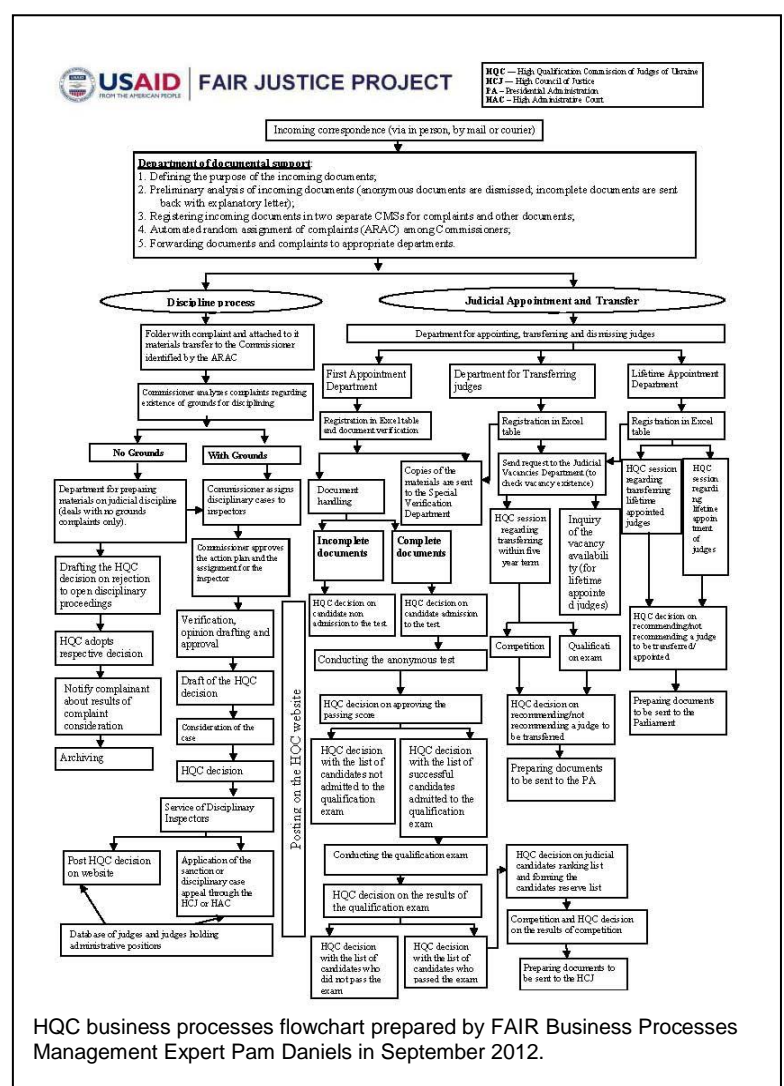 USAID
FROM THE AMERICAN PEOPLE
FAIR JUSTICE PROJECT
HQC — High Qualification Commission of Judges of Ukraine
HCJ — High Council of Justice
PA – Presidential Administration
HAC – High Administrative Court
Incoming correspondence (via in person, by mail or courier)
Department of documental support:
1. Defining the purpose of the incoming documents;
2. Preliminary analysis of incoming documents (anonymous documents are dismissed; incomplete documents are sent
back with explanatory letter);
3. Registering incoming documents in two separate CMSs for complaints and other documents;
4. Automated random assignment of complaints (ARAC) among Commissioners;
5. Forwarding documents and complaints to appropriate departments.
Discipline process
Folder with complaint and attached to it
materials transfer to the Commissioner
identified by the ARAC
Commissioner analyzes complaints regarding
existence of grounds for disciplining
No Grounds
With Grounds
Department for preparing
materials on judicial discipline
(deals with no grounds
complaints only).
Commissioner assigns
disciplinary cases to
inspectors
Drafting the HQC
decision on rejection
to open disciplinary
proceedings
Commissioner approves
the action plan and the
assignment for the
inspector
HQC adopts
respective decision
Verification,
opinion drafting and
approval
Notify complainant
about results of
complaint
consideration
Draft of the HQC
decision
Archiving
Consideration of the
case
HQC decision
Service of Disciplinary
Inspectors
Post HQC decision
on website
Application of the
sanction or
disciplinary case
appeal through the
HCJ or HAC
Database of judges and judges holding
administrative positions
Posting on the HQC website
Judicial Appointment and Transfer
Department for appointing, transferring and dismissing judges
First Appointment
Department
Department for Transferring
judges
Lifetime Appointment
Department
Registration in Excel table
and document verification
Registration in Excel
table
Registration in Excel
table
Document
handling
Copies of the
materials are sent
to the Special
Verification
Department
Send request to the Judicial
Vacancies Department (to
check vacancy existence)
HQC session
regarding
transferring
lifetime
appointed
judges
HQC
session
regardi
ng
lifetime
appoin
tment
of
judges
Incomplete
documents
Complete
documents
HQC session
regarding
transferring
within five
year term
Inquiry
of the
vacancy
availabili
ty (for
lifetime
appointe
d judges)
HQC decision on
candidate non
admission to the test
HQC decision on
candidate admission to
the test.
Conducting the anonymous test
Competition
Qualificati
on exam
HQC decision on
recommending/not
recommending a judge
to be transferred/
appointed
HQC decision on approving the
passing score
HQC decision on
recommending/not
recommending a judge to
be transferred
Preparing documents
to be sent to the
Parliament
HQC decision
with the list of
candidates not
admitted to the
qualification
exam
HQC decision
with the list of
successful
candidates
admitted to the
qualification
exam
Preparing documents
to be sent to the PA
Conducting the qualification exam
HQC decision on the results of
the qualification exam
HQC decision
with the list of
candidates who
did not pass the
exam
HQC decision
with the list of
candidates who
passed the exam
HQC decision on judicial
candidates ranking list
and forming the
candidates reserve list
Competition and HQC decision
on the results of competition
Preparing documents to
be sent to the HCJ
HQC business processes flowchart prepared by FAIR Business Processes
Management Expert Pam Daniels in September 2012.